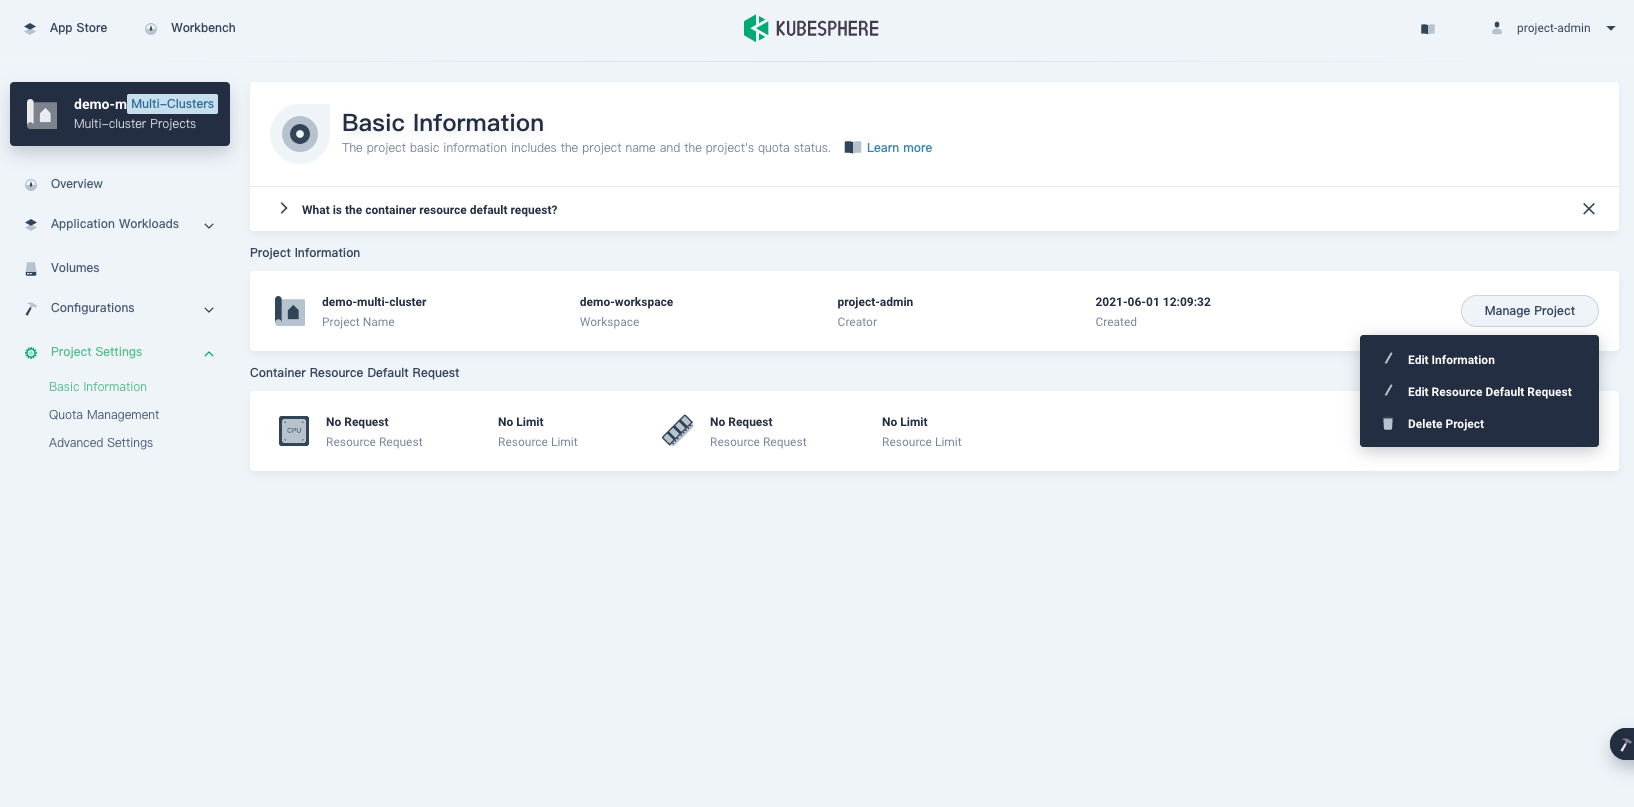 App Store
Workbench
KUBESPHERE
project-admin
demo-m
Multi-Clusters
Multi-cluster Projects
Overview
Application Workloads
Volumes
Configurations
Project Settings
Basic Information
Quota Management
Advanced Settings
Basic Information
The project basic information includes the project name and the project's quota status.
Learn more
What is the container resource default request?
Project Information
demo-multi-cluster
Project Name
demo-workspace
Workspace
project-admin
Creator
2021-06-01 12:09:32
Created
Manage Project
Edit Information
Edit Resource Default Request
Delete Project
Container Resource Default Request
CPU
No Request
Resource Request
No Limit
Resource Limit
No Request
Resource Request
No Limit
Resource Limit